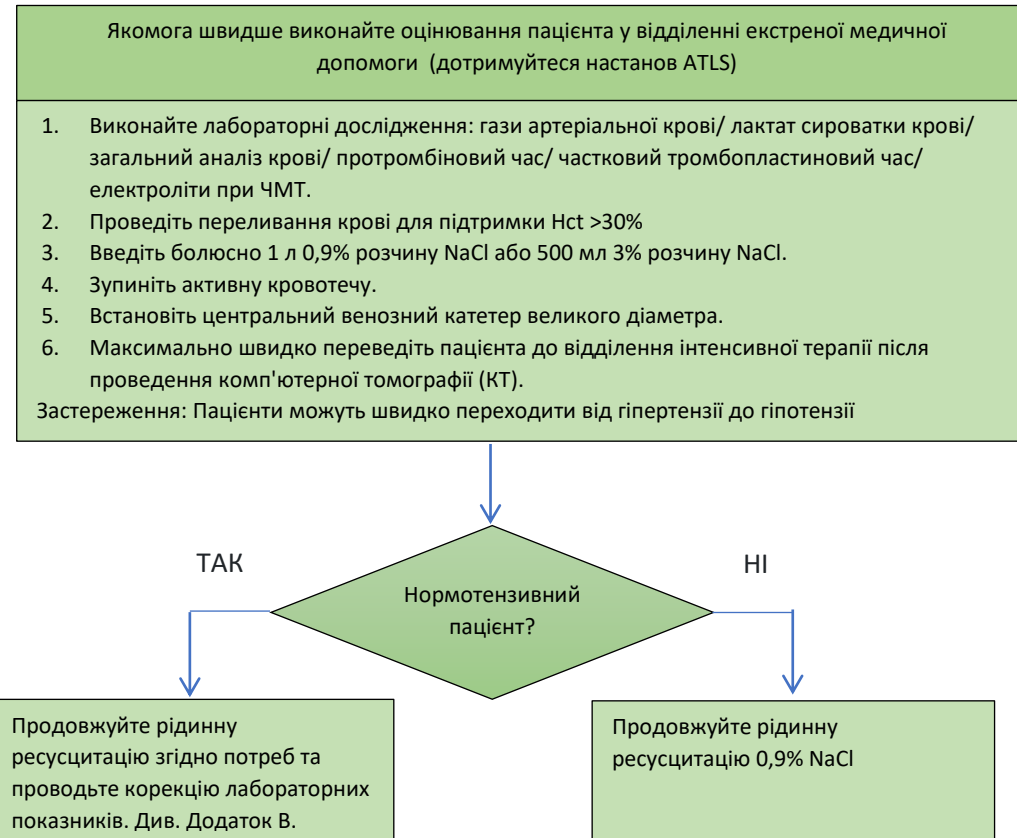 Якомога швидше виконайте оцінювання пацієнта у відділенні екстреної медичної
допомоги (дотримуйтеся настанов ATLS)
1. Виконайте лабораторні дослідження: гази артеріальної крові/ лактат сироватки крові/
загальний аналіз крові/ протромбіновий час/ частковий тромбопластиновий час/
електроліти при ЧМТ.
2. Проведіть переливання крові для підтримки Hct >30%
3. Введіть болюсно 1 л 0,9% розчину NaCl або 500 мл 3% розчину NaCl.
4. Зупиніть активну кровотечу.
5. Встановіть центральний венозний катетер великого діаметра.
6. Максимально швидко переведіть пацієнта до відділення інтенсивної терапії після
проведення комп'ютерної томографії (КТ).
Застереження: Пацієнти можуть швидко переходити від гіпертензії до гіпотензії
ТАК
НІ
Нормотензивний
пацієнт?
Продовжуйте рідинну
ресусцитацію згідно потреб та
проводьте корекцію лабораторних
показників. Див. Додаток В.
Продовжуйте рідинну
ресусцитацію 0,9% NaCl